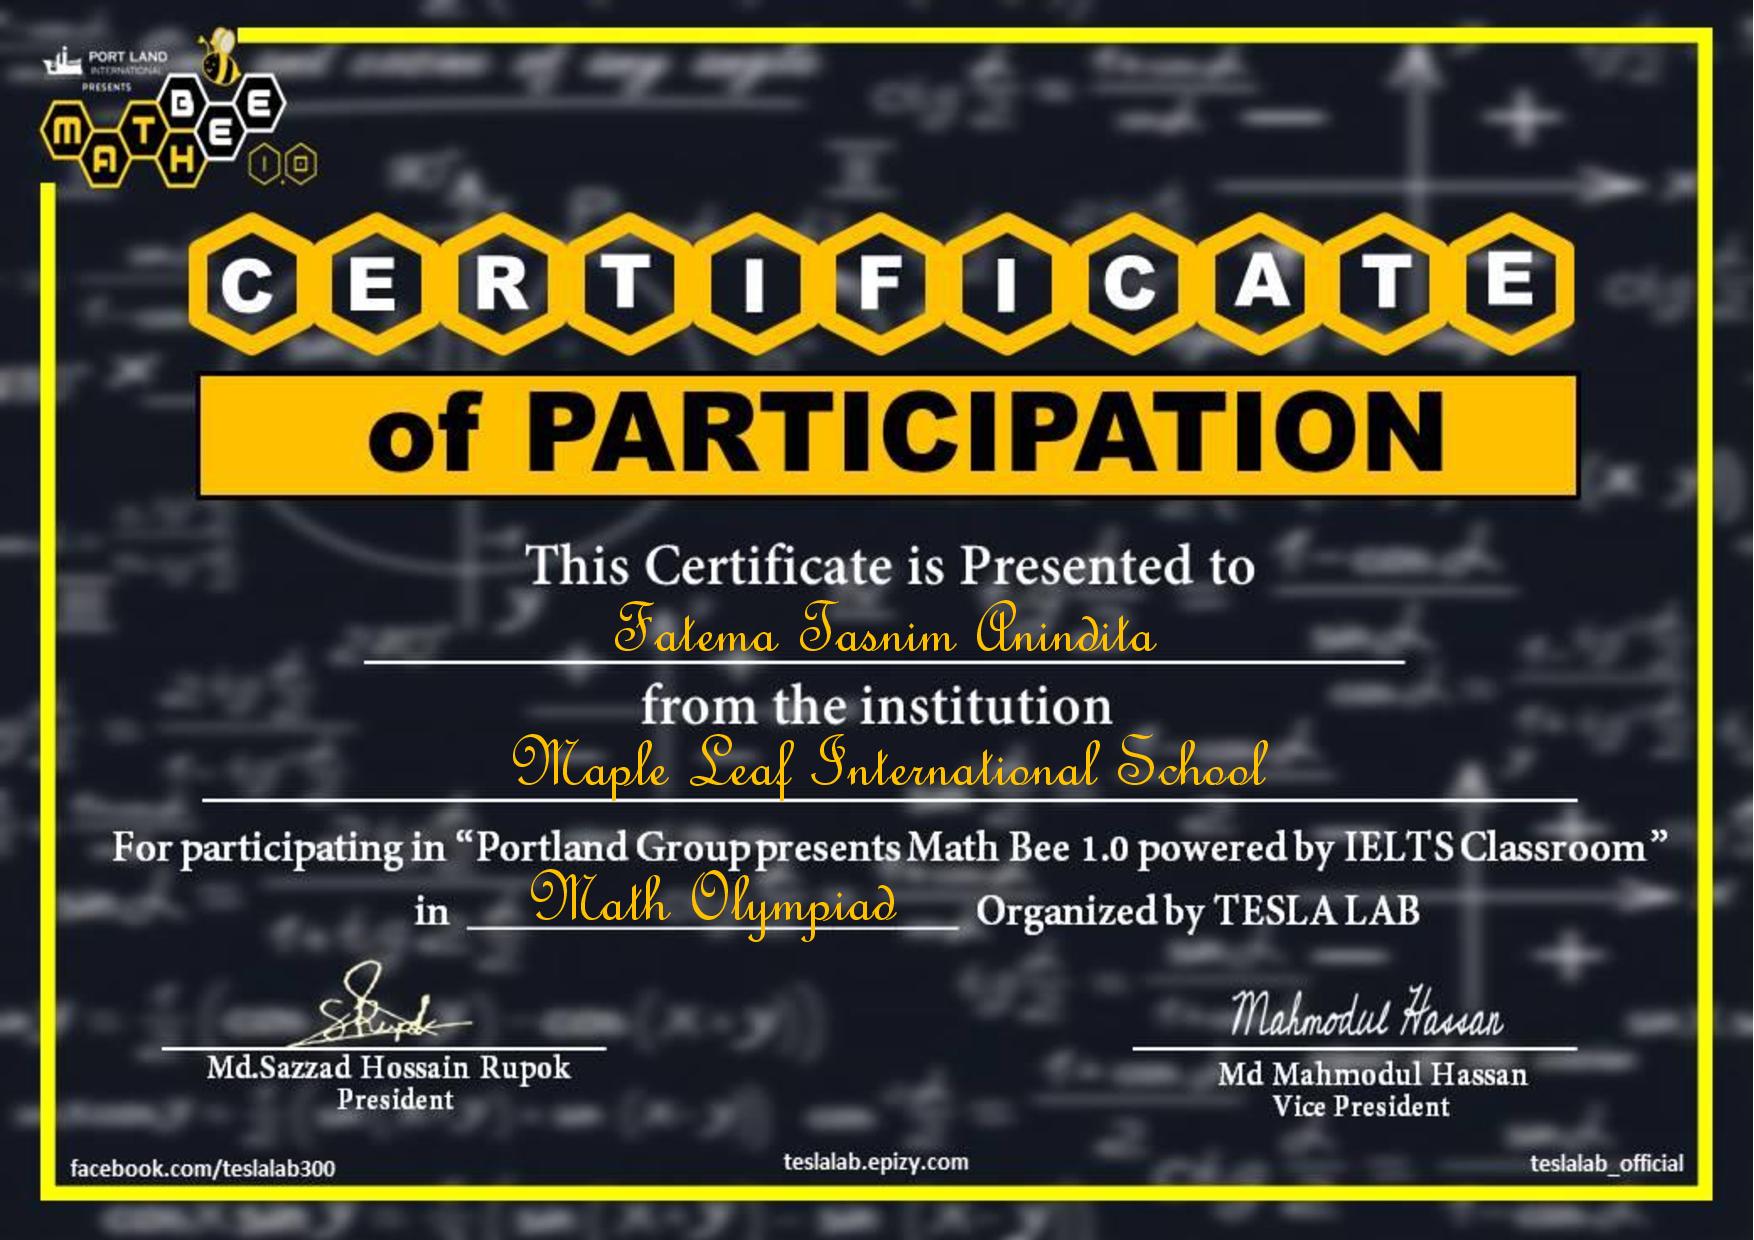 PORT LAND
INTERNATIONAL
PRESENTS
MATH BEE
1.0
CERTIFICATE
of PARTICIPATION
This Certificate is Presented to
Fatema Tasnim Anindita
from the institution
Maple Leaf International School
For participating in “Portland Group presents Math Bee 1.0 powered by IELTS Classroom”
in Math Olympiad Organized by TESLA LAB
SRupok
Mahmodul Hassan
Md.Sazzad Hossain Rupok
President
Md Mahmodul Hassan
Vice President
facebook.com/teslalab300
teslalab.epizy.com
teslalab_official